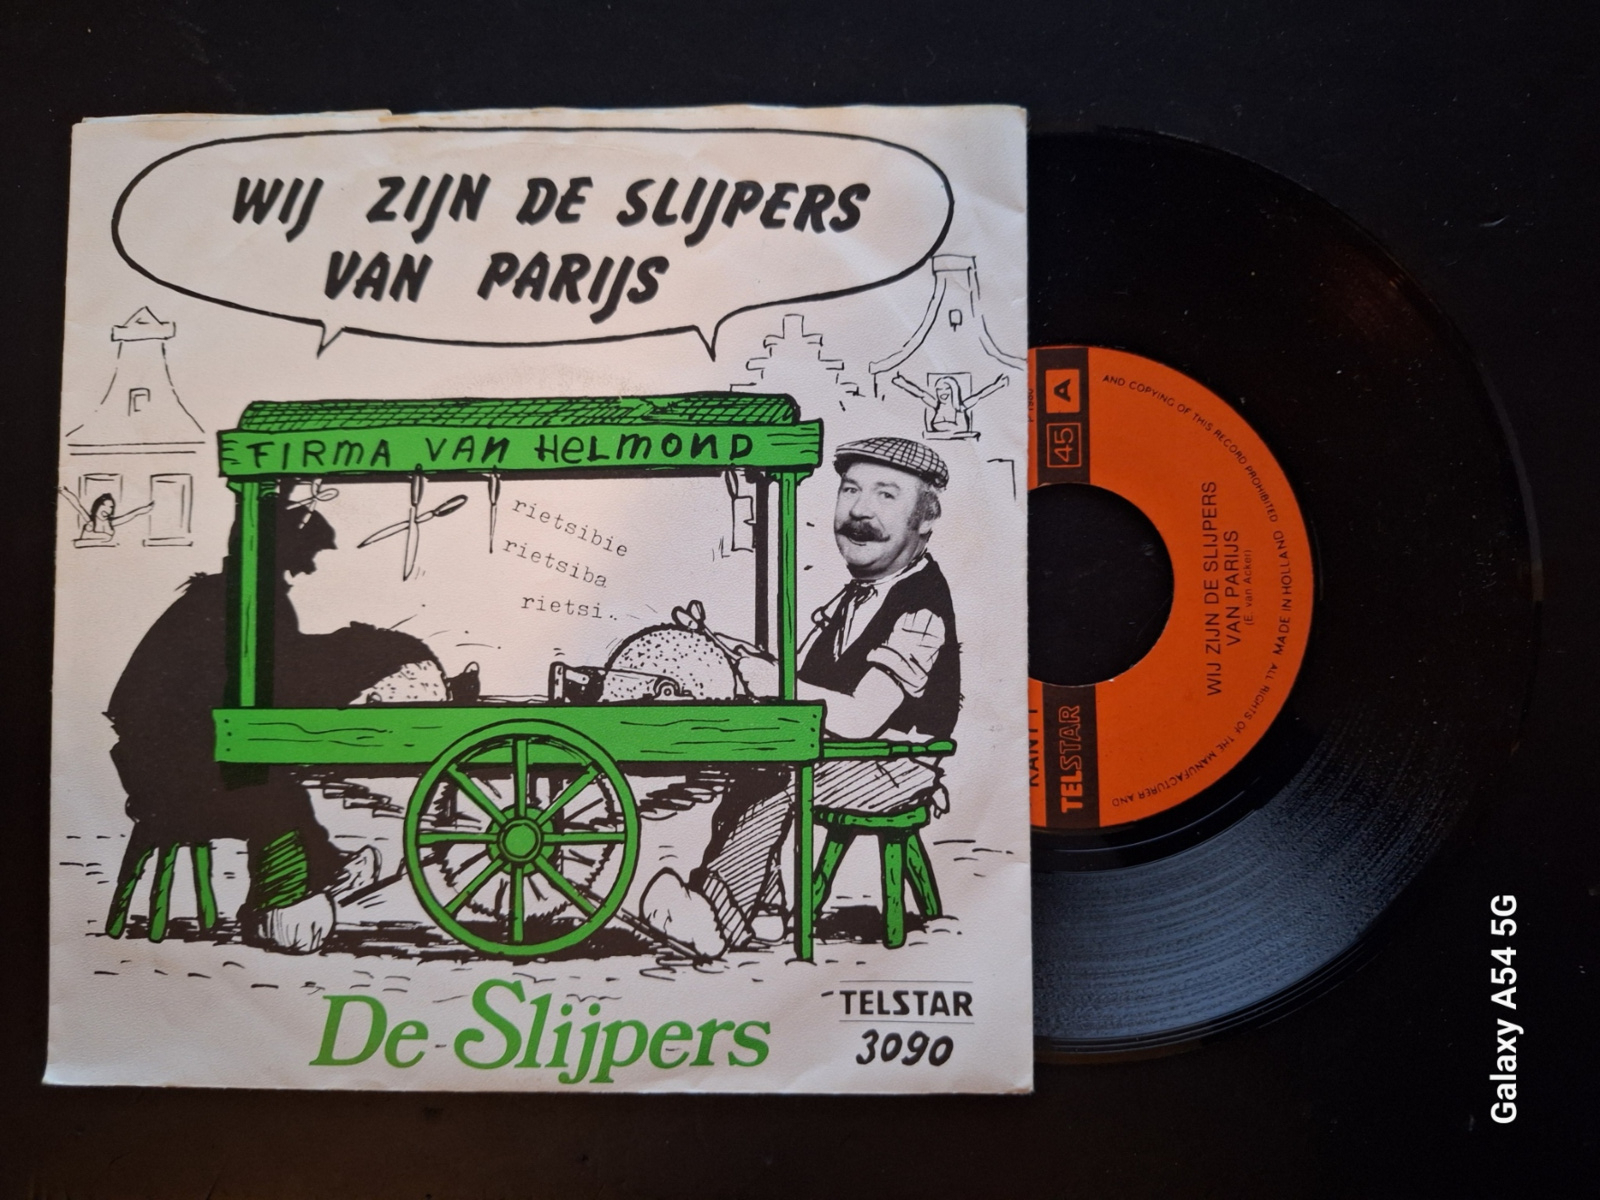 WIJ ZIJN DE SLIJPERS
VAN PARIJS
FIRMA VAN HELMOND
rietsibie
rietsiba
rietsi..
De Slijpers
TELSTAR
3090
A
45
TELSTAR
KANT 1
WIJ ZIJN DE SLIJPERS
VAN PARIJS
(E. van Acker)
ALL RIGHTS OF THE MANUFACTURER AND
AND COPYING OF THIS RECORD PROHIBITED
MADE IN HOLLAND
Galaxy A54 5G